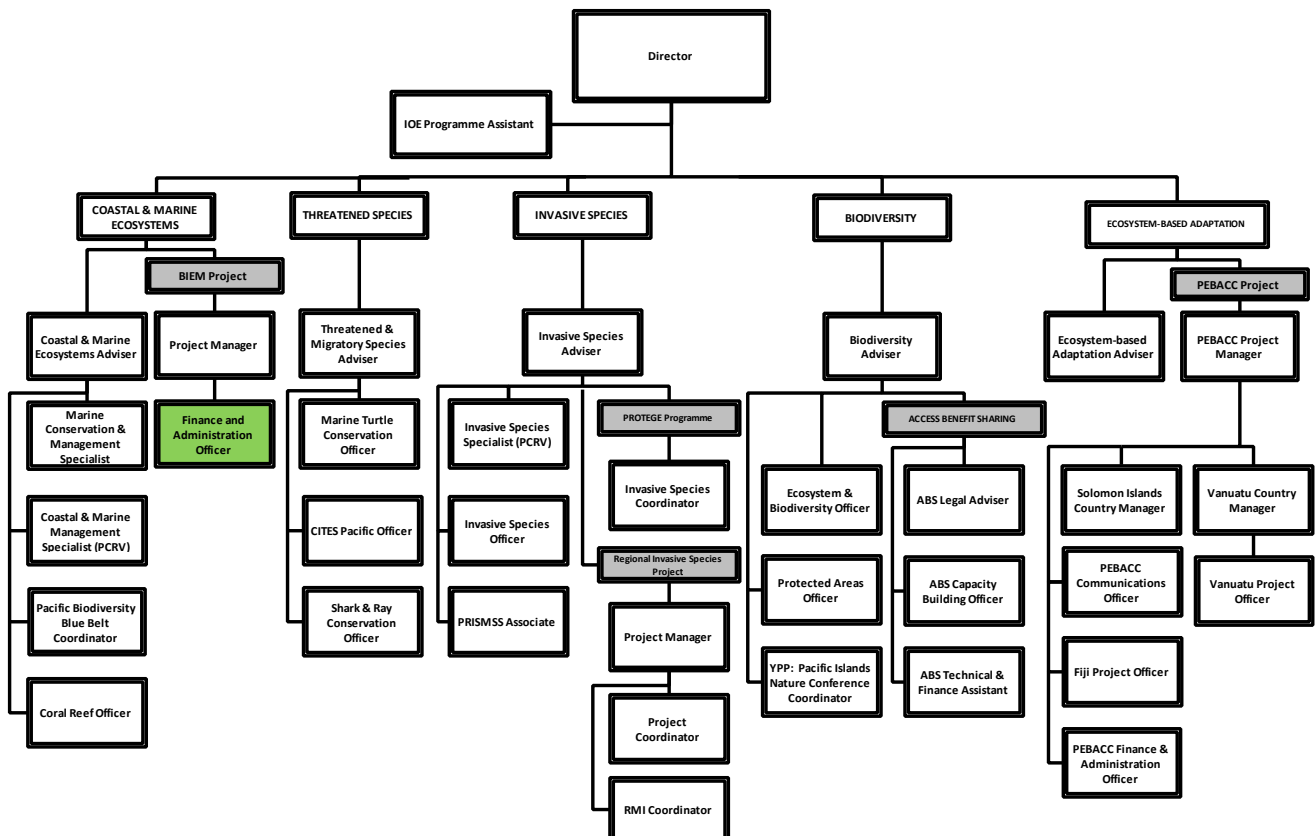 Director
IOE Programme Assistant
COASTAL & MARINE
ECOSYSTEMS
THREATENED SPECIES
INVASIVE SPECIES
BIODIVERSITY
ECOSYSTEM-BASED ADAPTATION
BIEM Project
PEBACC Project
Coastal & Marine
Ecosystems Adviser
Project Manager
Threatened &
Migratory Species
Adviser
Invasive Species
Adviser
Biodiversity
Adviser
Ecosystem-based
Adaptation Adviser
PEBACC Project
Manager
Marine
Conservation &
Management
Specialist
Finance and
Administration
Officer
Marine Turtle
Conservation
Officer
Invasive Species
Specialist (PCRV)
PROTEGE Programme
ACCESS BENEFIT SHARING
Invasive Species
Coordinator
Ecosystem &
Biodiversity Officer
ABS Legal Adviser
Solomon Islands
Country Manager
Vanuatu Country
Manager
Coastal & Marine
Management
Specialist (PCRV)
CITES Pacific Officer
Invasive Species
Officer
Regional Invasive Species
Project
Protected Areas
Officer
ABS Capacity
Building Officer
PEBACC
Communications
Officer
Vanuatu Project
Officer
Pacific Biodiversity
Blue Belt
Coordinator
Shark & Ray
Conservation
Officer
PRISMSS Associate
Project Manager
YPP: Pacific Islands
Nature Conference
Coordinator
ABS Technical &
Finance Assistant
Fiji Project Officer
Coral Reef Officer
Project
Coordinator
PEBACC Finance &
Administration
Officer
RMI Coordinator